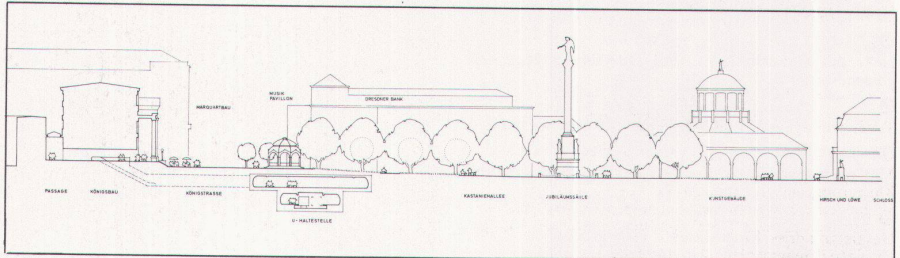 MUSIK
PAVILLON
DRESDNER BANK
MARQUARTBAU
PASSAGE
KÖNIGSBAU
KÖNIGSTRASSE
U-HALTESTELLE
KASTANIENALLEE
JUBILÄUMSSÄULE
KUNSTGEBÄUDE
HIRSCH UND LÖWE
SCHLOSS